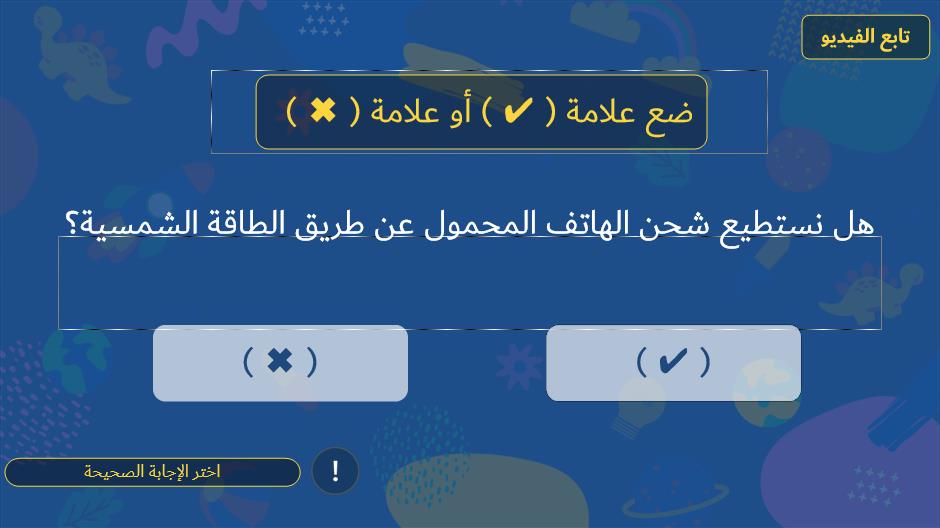 تابع الفيديو
ضع علامة ( ✔ ) أو علامة ( ✖ )
هل نستطيع شحن الهاتف المحمول عن طريق الطاقة الشمسية؟
( ✔ )
( ✖ )
!
اختر الإجابة الصحيحة